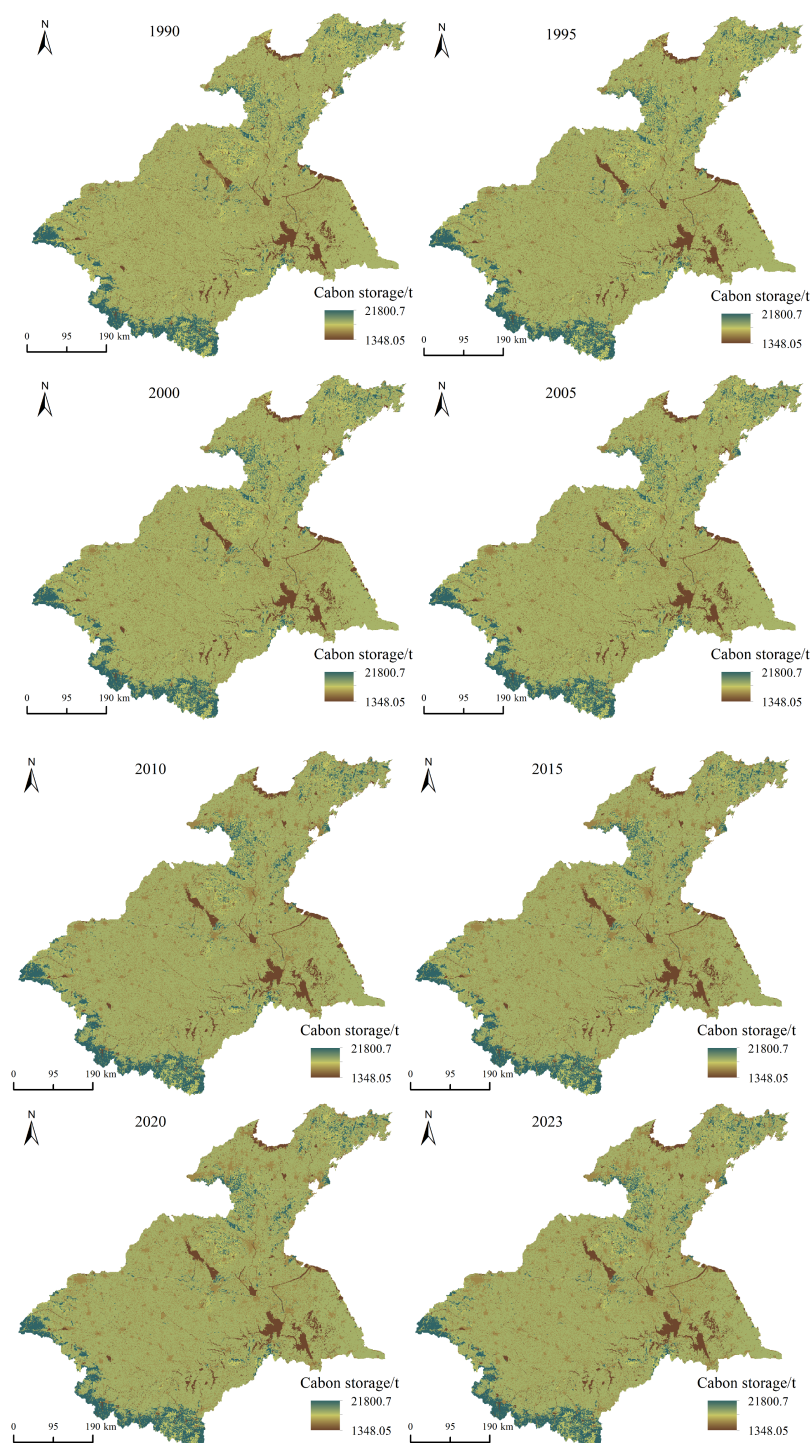 N
1990
Cabon storage/t
21800.7
1348.05
0 95 190 km
N
1995
Cabon storage/t
21800.7
1348.05
0 95 190 km
N
2000
Cabon storage/t
21800.7
1348.05
0 95 190 km
N
2005
Cabon storage/t
21800.7
1348.05
0 95 190 km
N
2010
Cabon storage/t
21800.7
1348.05
0 95 190 km
N
2015
Cabon storage/t
21800.7
1348.05
0 95 190 km
N
2020
Cabon storage/t
21800.7
1348.05
0 95 190 km
N
2023
Cabon storage/t
21800.7
1348.05
0 95 190 km